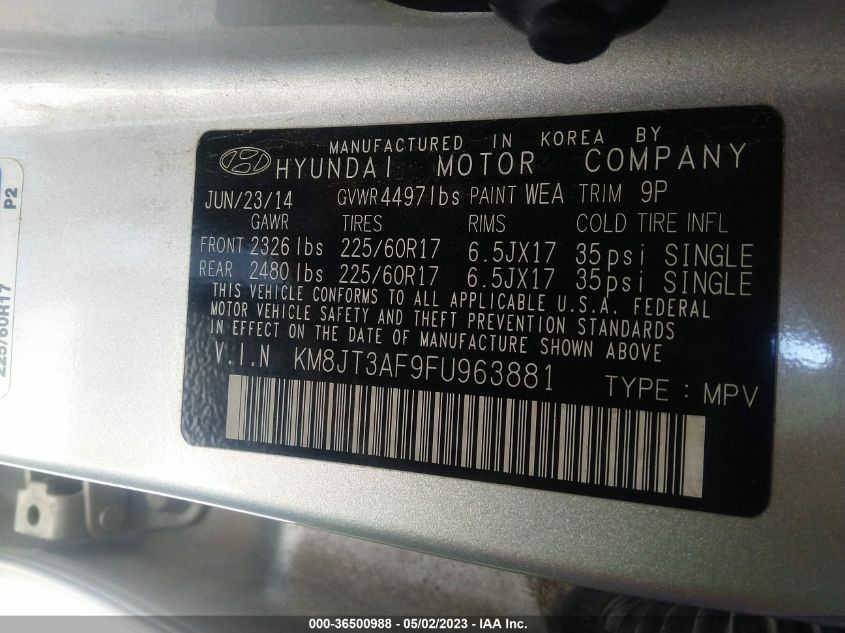 MANUFACTURED IN KOREA BY
HYUNDAI MOTOR COMPANY
JUN/23/14 GVWR4497lbs PAINT WEA TRIM 9P
GAWR TIRES RIMS COLD TIRE INFL
FRONT 2326lbs 225/60R17 6.5JX17 35psi SINGLE
REAR 2480lbs 225/60R17 6.5JX17 35psi SINGLE
THIS VEHICLE CONFORMS TO ALL APPLICABLE U.S.A. FEDERAL
MOTOR VEHICLE SAFETY AND THEFT PREVENTION STANDARDS
IN EFFECT ON THE DATE OF MANUFACTURE SHOWN ABOVE
V.I.N KM8JT3AF9FU963881 TYPE: MPV
P2
225/60R17
000-36500988 - 05/02/2023 - IAA Inc.